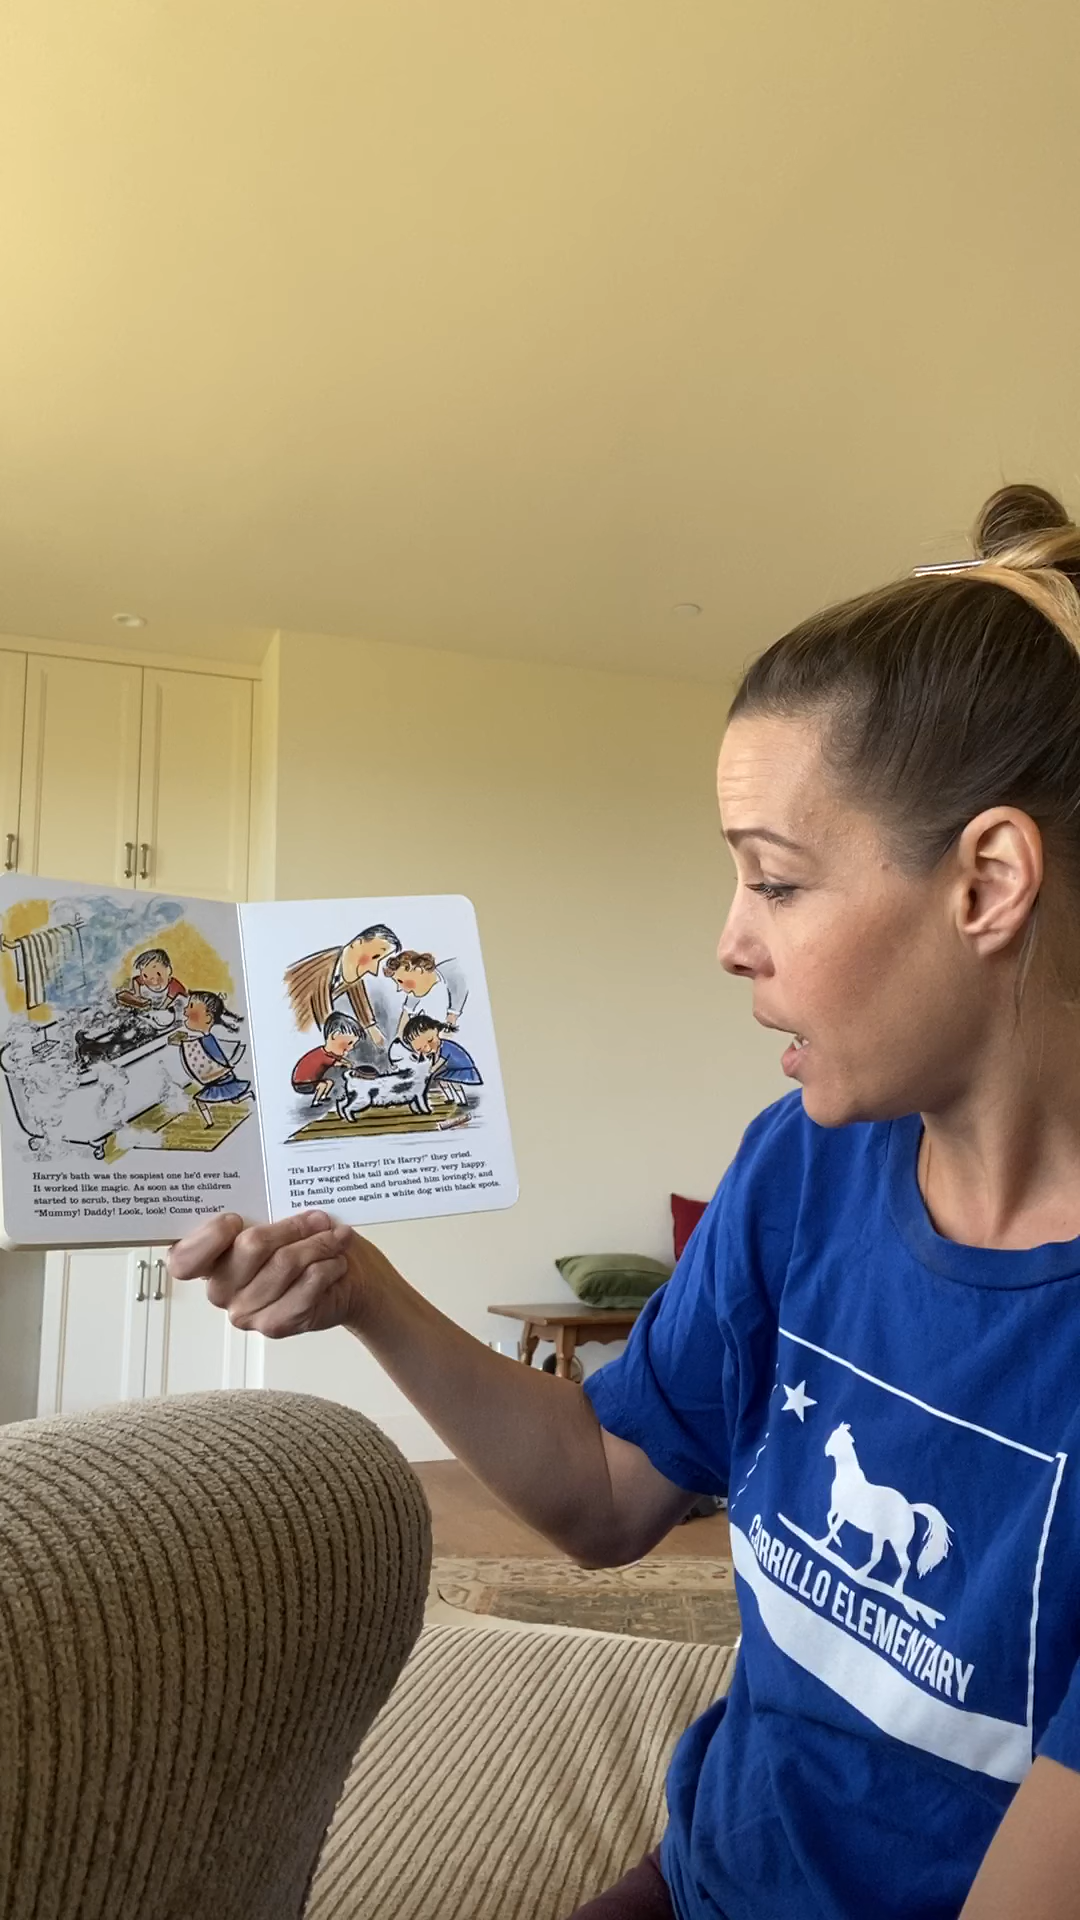 Harry's bath was the soapiest one he'd ever had.
It worked like magic. As soon as the children
started to scrub, they began shouting,
"Mummy! Daddy! Look, look! Come quick!"
"It's Harry! It's Harry! It's Harry!" they cried.
Harry wagged his tail and was very, very happy.
His family combed and brushed him lovingly, and
he became once again a white dog with black spots.
CARRILLO ELEMENTARY